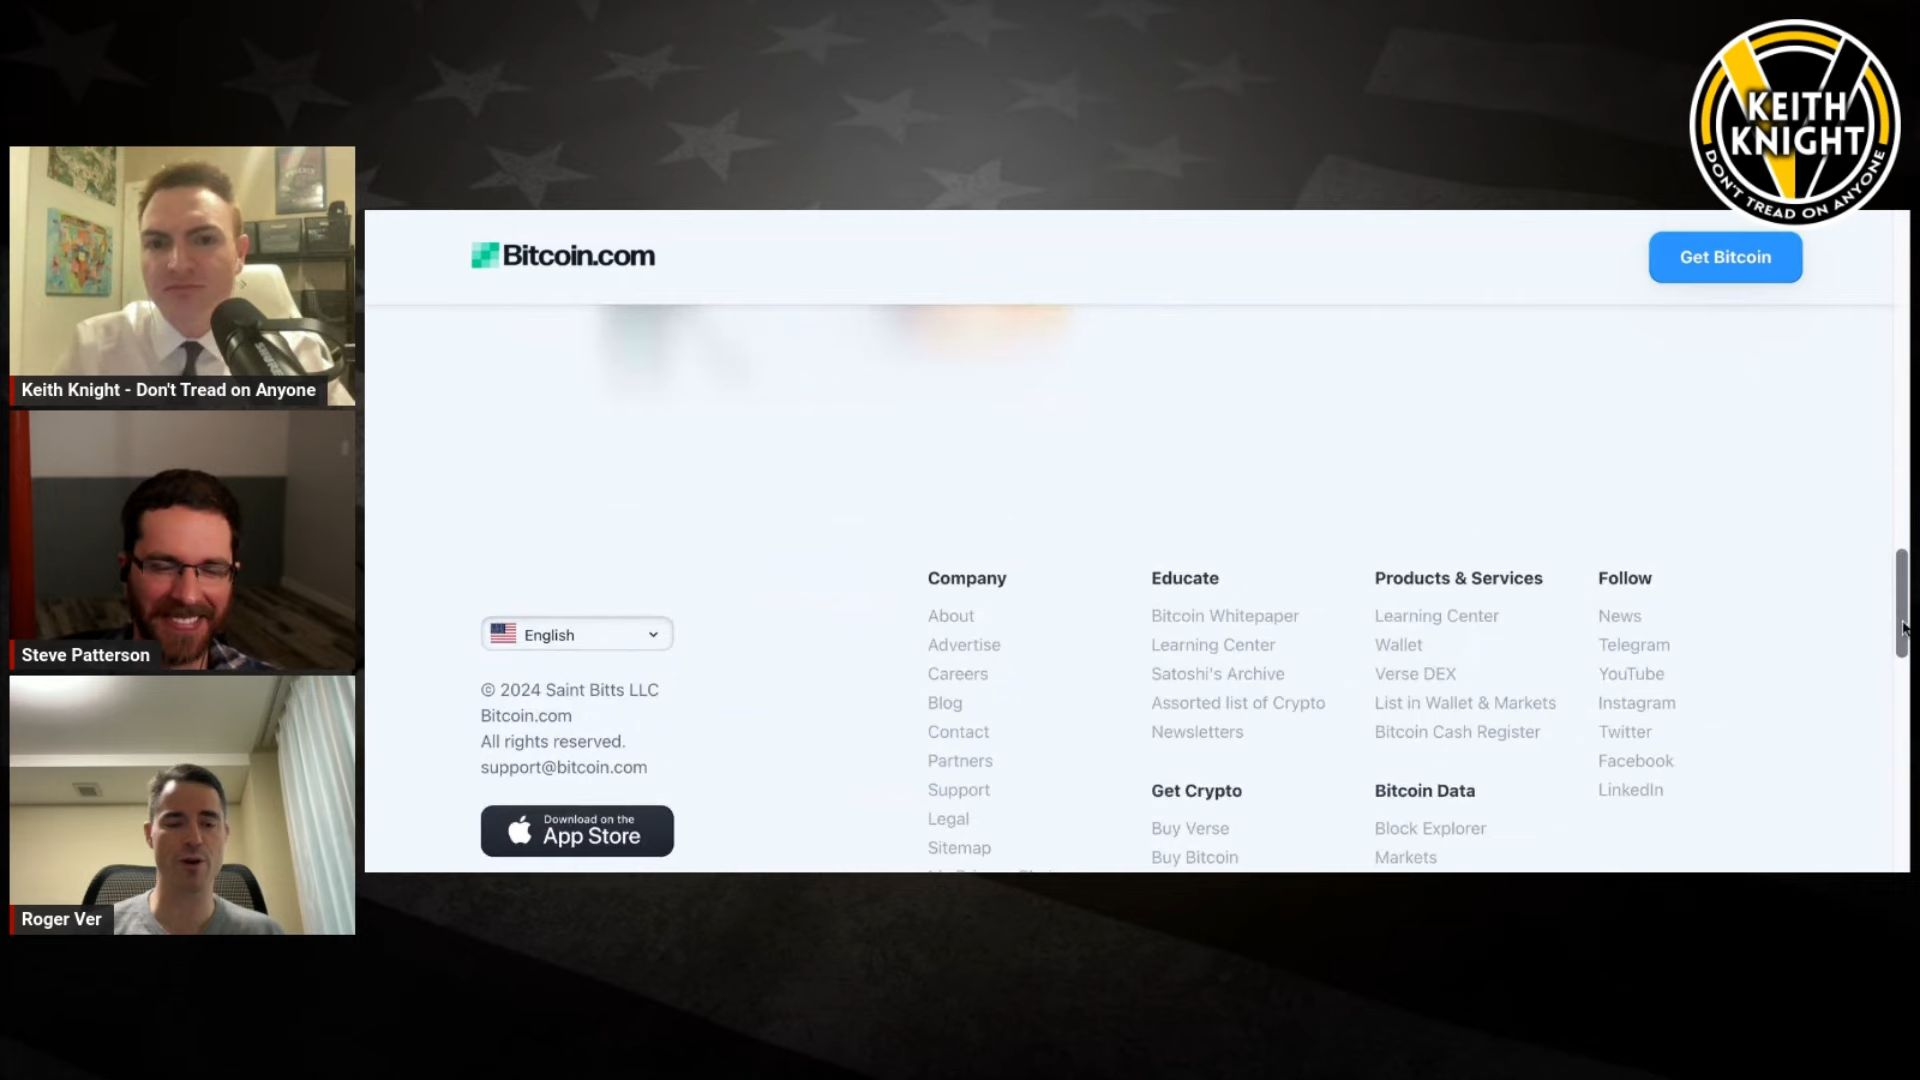 KEITH
KNIGHT
DON'T TREAD ON ANYONE
Keith Knight - Don't Tread on Anyone
Steve Patterson
Roger Ver
Bitcoin.com
Get Bitcoin
English
© 2024 Saint Bitts LLC
Bitcoin.com
All rights reserved.
support@bitcoin.com
Download on the
App Store
Company
About
Advertise
Careers
Blog
Contact
Partners
Support
Legal
Sitemap
Educate
Bitcoin Whitepaper
Learning Center
Satoshi's Archive
Assorted list of Crypto
Newsletters
Get Crypto
Buy Verse
Buy Bitcoin
Products & Services
Learning Center
Wallet
Verse DEX
List in Wallet & Markets
Bitcoin Cash Register
Bitcoin Data
Block Explorer
Markets
Follow
News
Telegram
YouTube
Instagram
Twitter
Facebook
LinkedIn